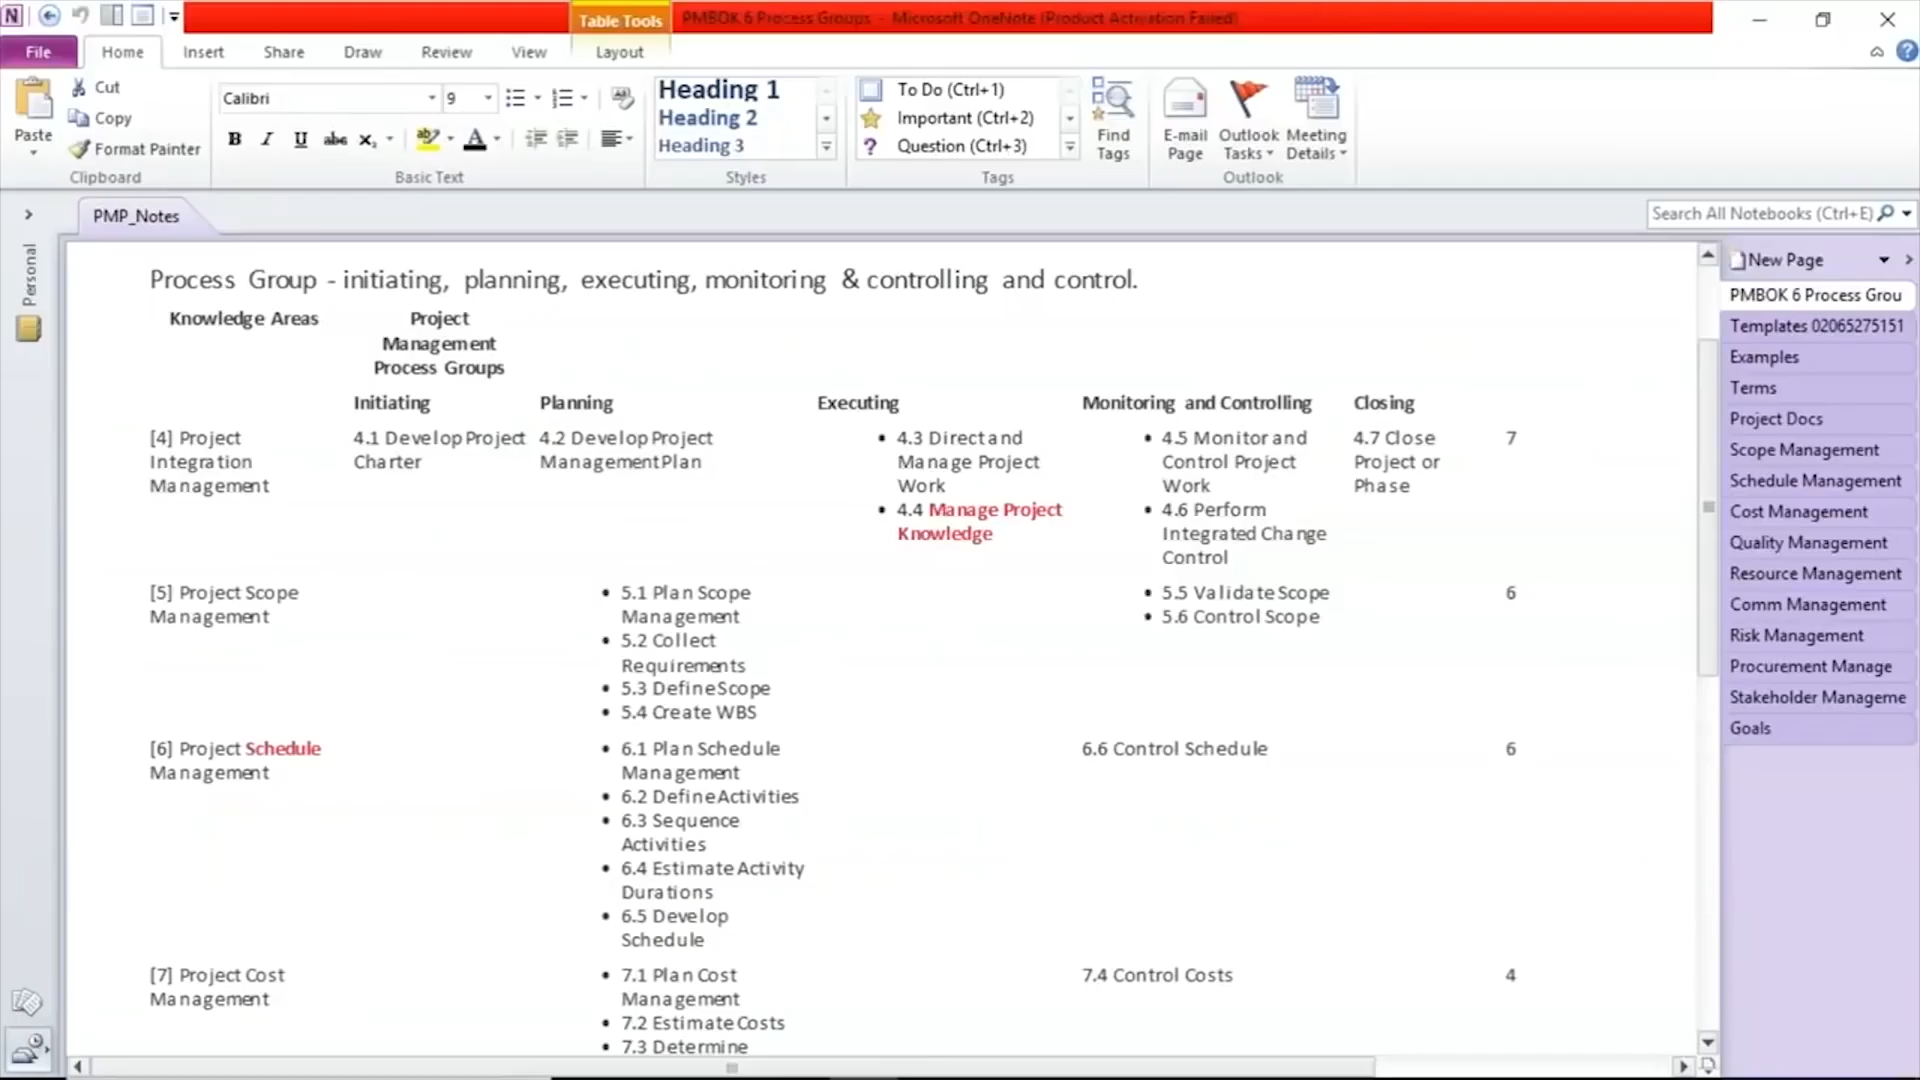 Table Tools
PMBOK 6 Process Groups - Microsoft OneNote (Product Activation Failed)
File
Home
Insert
Share
Draw
Review
View
Layout
Paste
Cut
Copy
Format Painter
Clipboard
Calibri
9
B I U abc x₂
A
Basic Text
Heading 1
Heading 2
Heading 3
Styles
To Do (Ctrl+1)
Important (Ctrl+2)
? Question (Ctrl+3)
Tags
Find
Tags
E-mail
Page
Outlook
Tasks
Meeting
Details
Outlook
Personal
PMP_Notes
Search All Notebooks (Ctrl+E)
Process Group - initiating, planning, executing, monitoring & controlling and control.
Knowledge Areas
Project
Management
Process Groups
Initiating
Planning
Executing
Monitoring and Controlling
Closing
[4] Project
Integration
Management
4.1 Develop Project
Charter
4.2 Develop Project
Management Plan
• 4.3 Direct and
Manage Project
Work
• 4.4 Manage Project
Knowledge
• 4.5 Monitor and
Control Project
Work
• 4.6 Perform
Integrated Change
Control
4.7 Close
Project or
Phase
7
[5] Project Scope
Management
• 5.1 Plan Scope
Management
• 5.2 Collect
Requirements
• 5.3 Define Scope
• 5.4 Create WBS
• 5.5 Validate Scope
• 5.6 Control Scope
6
[6] Project Schedule
Management
• 6.1 Plan Schedule
Management
• 6.2 Define Activities
• 6.3 Sequence
Activities
• 6.4 Estimate Activity
Durations
• 6.5 Develop
Schedule
6.6 Control Schedule
6
[7] Project Cost
Management
• 7.1 Plan Cost
Management
• 7.2 Estimate Costs
• 7.3 Determine
7.4 Control Costs
4
New Page
PMBOK 6 Process Grou
Templates 02065275151
Examples
Terms
Project Docs
Scope Management
Schedule Management
Cost Management
Quality Management
Resource Management
Comm Management
Risk Management
Procurement Manage
Stakeholder Manageme
Goals